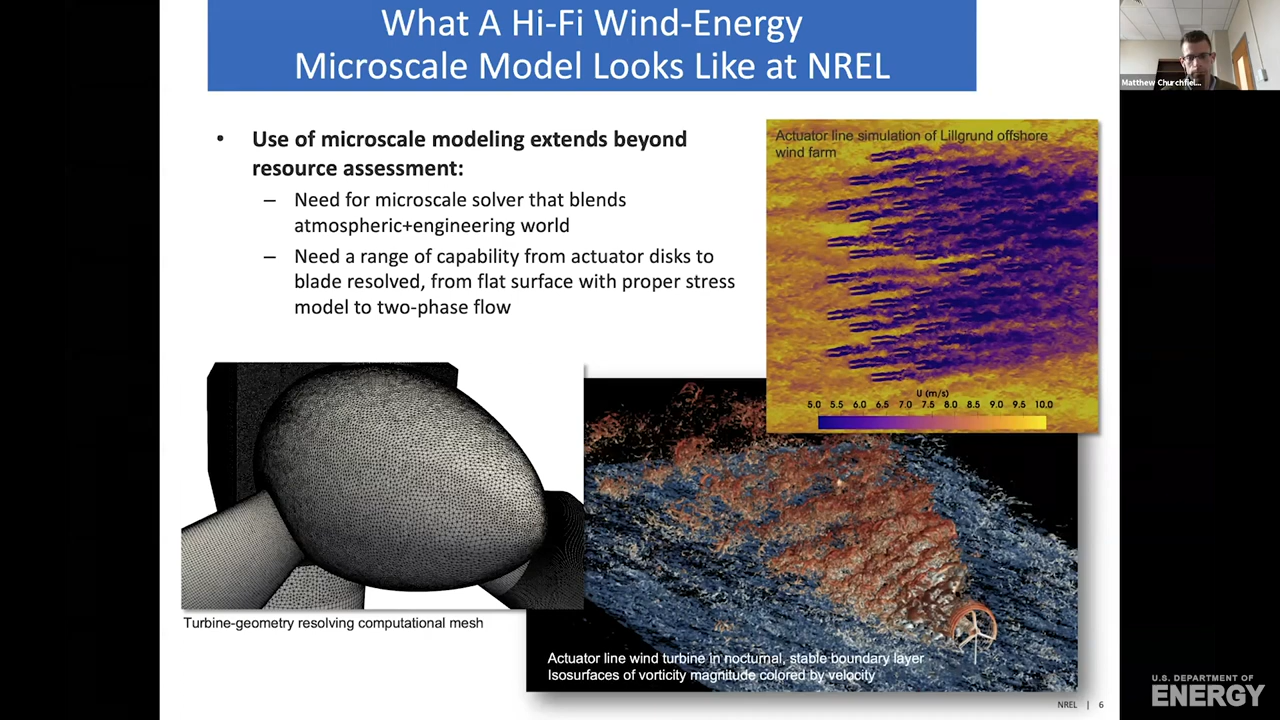 What A Hi-Fi Wind-Energy
Microscale Model Looks Like at NREL
• Use of microscale modeling extends beyond
resource assessment:
– Need for microscale solver that blends
atmospheric+engineering world
– Need a range of capability from actuator disks to
blade resolved, from flat surface with proper stress
model to two-phase flow
Actuator line simulation of Lillgrund offshore
wind farm
U (m/s)
5.0 5.5 6.0 6.5 7.0 7.5 8.0 8.5 9.0 9.5 10.0
Turbine-geometry resolving computational mesh
Actuator line wind turbine in nocturnal, stable boundary layer
Isosurfaces of vorticity magnitude colored by velocity
NREL | 6
Matthew Churchfiel...
U.S. DEPARTMENT OF
ENERGY